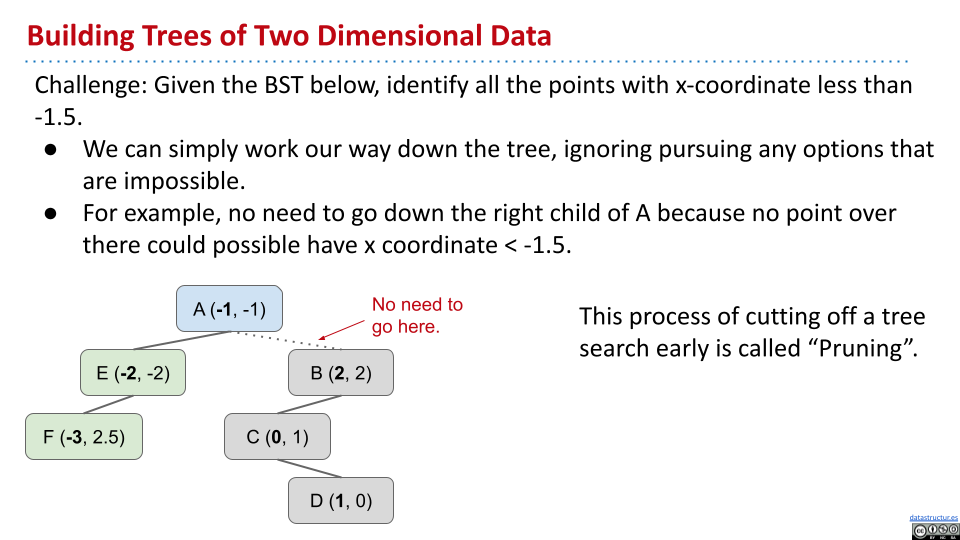 Building Trees of Two Dimensional Data
Challenge: Given the BST below, identify all the points with x-coordinate less than
-1.5.
● We can simply work our way down the tree, ignoring pursuing any options that
are impossible.
● For example, no need to go down the right child of A because no point over
there could possible have x coordinate < -1.5.
A (-1, -1)
No need to
go here.
This process of cutting off a tree
search early is called “Pruning”.
E (-2, -2)
B (2, 2)
F (-3, 2.5)
C (0, 1)
D (1, 0)
datastructur.es
BY NC SA